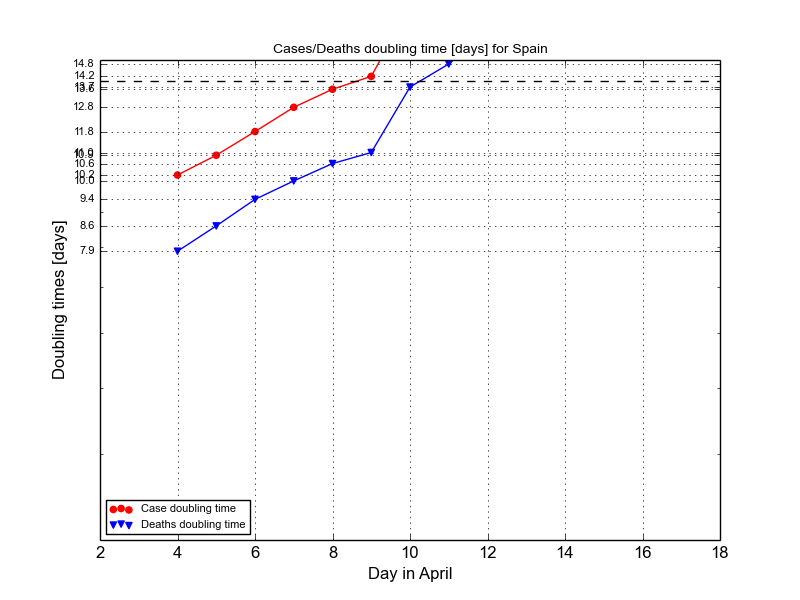 Cases/Deaths doubling time [days] for Spain
14.8
14.2
12.8
11.8
10.6
10.2
10.0
9.4
8.6
7.9
Doubling times [days]
Case doubling time
Deaths doubling time
2 4 6 8 10 12 14 16 18
Day in April